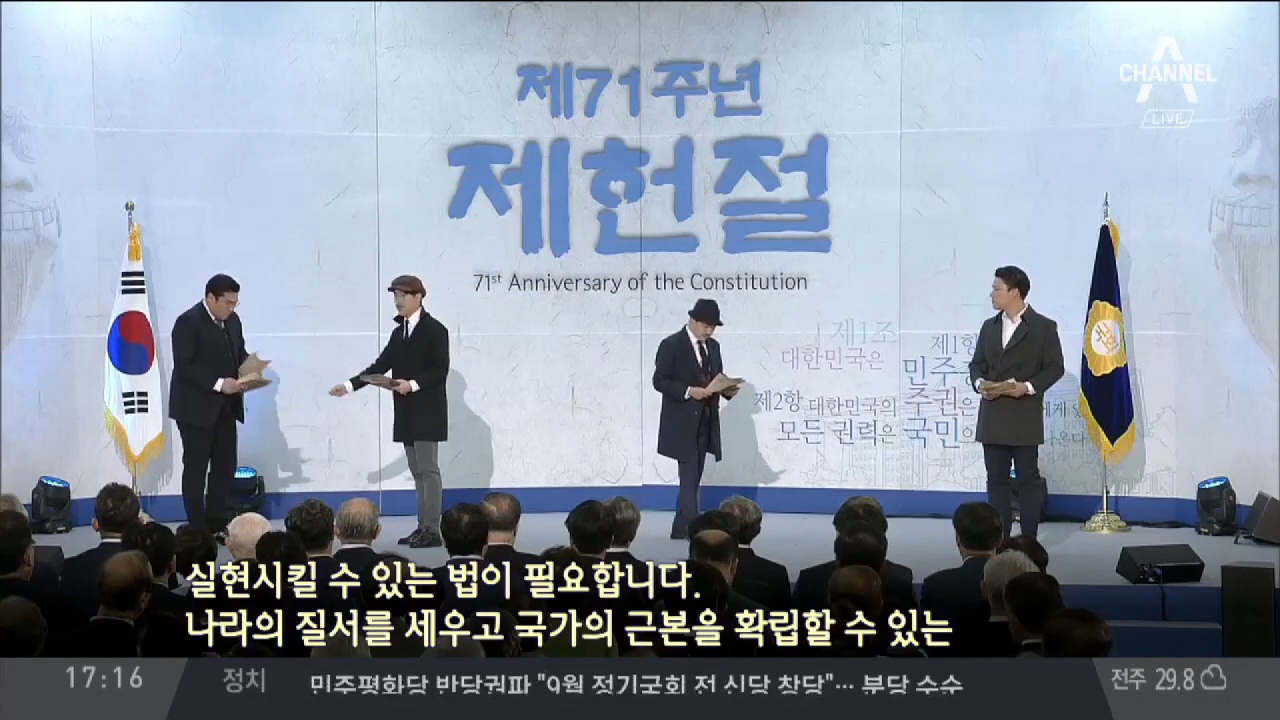 제71주년
제헌절
71st Anniversary of the Constitution
CHANNEL A
LIVE
제1조
대한민국은
제1항
민주
제2항 대한민국의 주권은
모든 권력은 국민의
실현시킬 수 있는 법이 필요합니다.
나라의 질서를 세우고 국가의 근본을 확립할 수 있는
17:16 정치 민주평화당 반당권파 "9월 정기국회 전 신당 창당"… 분당 수순
전주 29.8